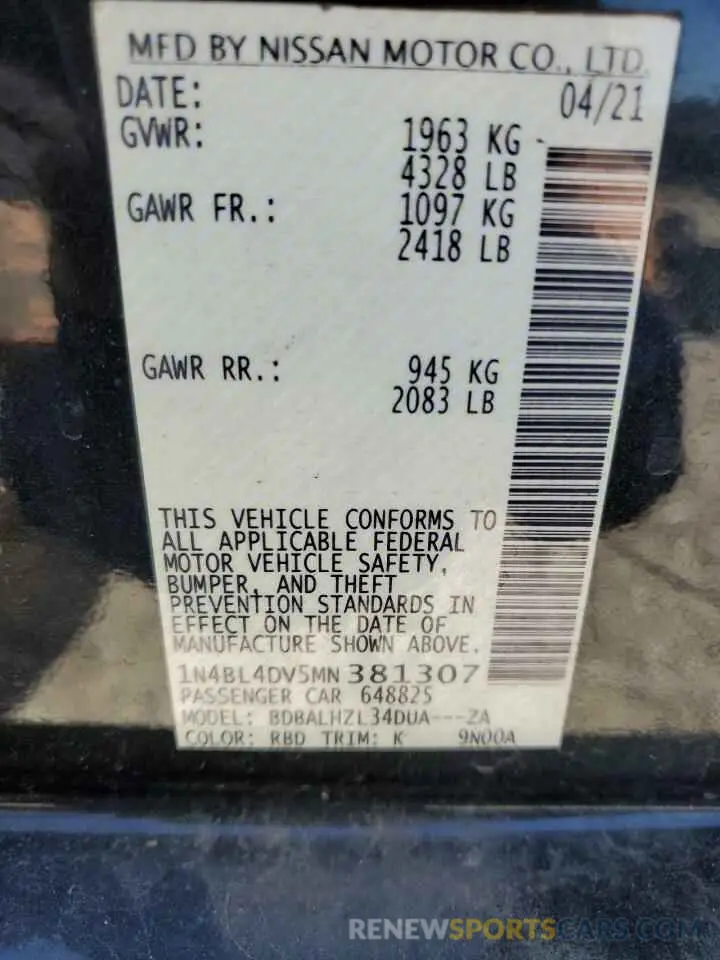 MFD BY NISSAN MOTOR CO., LTD.
DATE: 04/21
GVWR: 1963 KG
4328 LB
GAWR FR.: 1097 KG
2418 LB
GAWR RR.: 945 KG
2083 LB
THIS VEHICLE CONFORMS TO
ALL APPLICABLE FEDERAL
MOTOR VEHICLE SAFETY,
BUMPER, AND THEFT
PREVENTION STANDARDS IN
EFFECT ON THE DATE OF
MANUFACTURE SHOWN ABOVE.
1N4BL4DV5MN381307
PASSENGER CAR 648825
MODEL: BDBALHZL34DUA---ZA
COLOR: RBD TRIM: K 9N00A
RENEWSPORTSCARS.COM